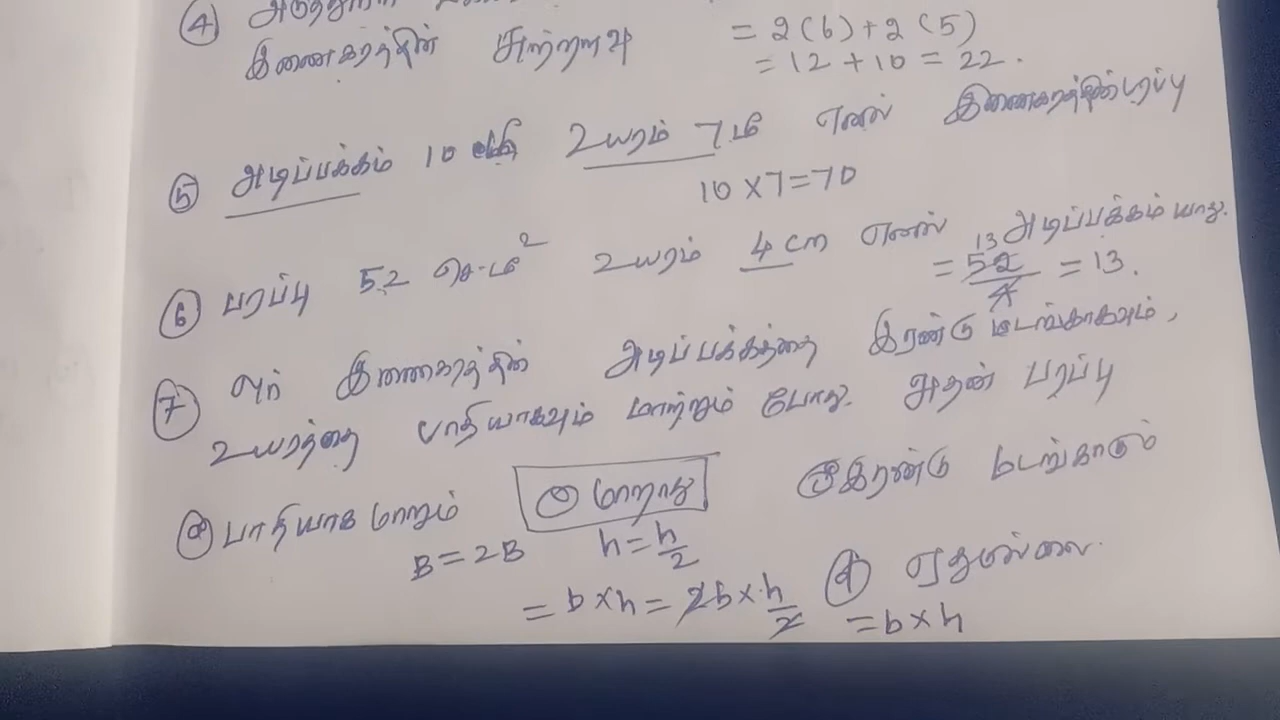 ④
இணைகரத்தின் சுற்றளவு = 2(6)+2(5)
= 12 + 10 = 22.
⑤ அடிப்பக்கம் 10 மீ உயரம் 7 மீ எனில் இணைகரத்தின் பரப்பு
10 × 7 = 70
⑥ பரப்பு 52 செ.மீ² உயரம் 4 cm எனில் அடிப்பக்கம் யாது.
= 52/4 = 13.
13
⑦ ஓர் இணைகரத்தின் அடிப்பக்கத்தை இரண்டு மடங்காகவும்,
உயரத்தை பாதியாகவும் மாற்றும் போது. அதன் பரப்பு
அ பாதியாக மாறும் ஆ மாறாது இ இரண்டு மடங்காகும்
B = 2B h = h/2 ஈ ஏதுமில்லை.
= b × h = 2b × h/2 = b × h